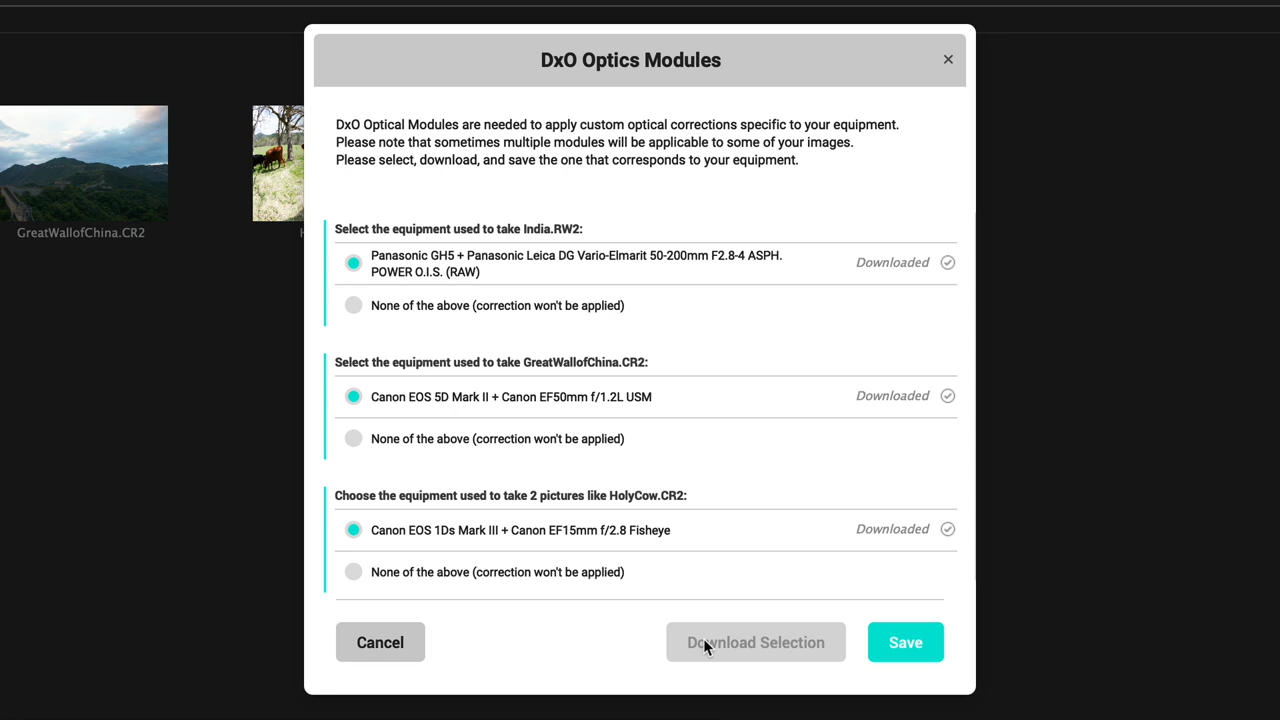 DxO Optics Modules
DxO Optical Modules are needed to apply custom optical corrections specific to your equipment.
Please note that sometimes multiple modules will be applicable to some of your images.
Please select, download, and save the one that corresponds to your equipment.
GreatWallofChina.CR2
H
Select the equipment used to take India.RW2:
Panasonic GH5 + Panasonic Leica DG Vario-Elmarit 50-200mm F2.8-4 ASPH.
POWER O.I.S. (RAW)
Downloaded
None of the above (correction won't be applied)
Select the equipment used to take GreatWallofChina.CR2:
Canon EOS 5D Mark II + Canon EF50mm f/1.2L USM
Downloaded
None of the above (correction won't be applied)
Choose the equipment used to take 2 pictures like HolyCow.CR2:
Canon EOS 1Ds Mark III + Canon EF15mm f/2.8 Fisheye
Downloaded
None of the above (correction won't be applied)
Cancel
Download Selection
Save